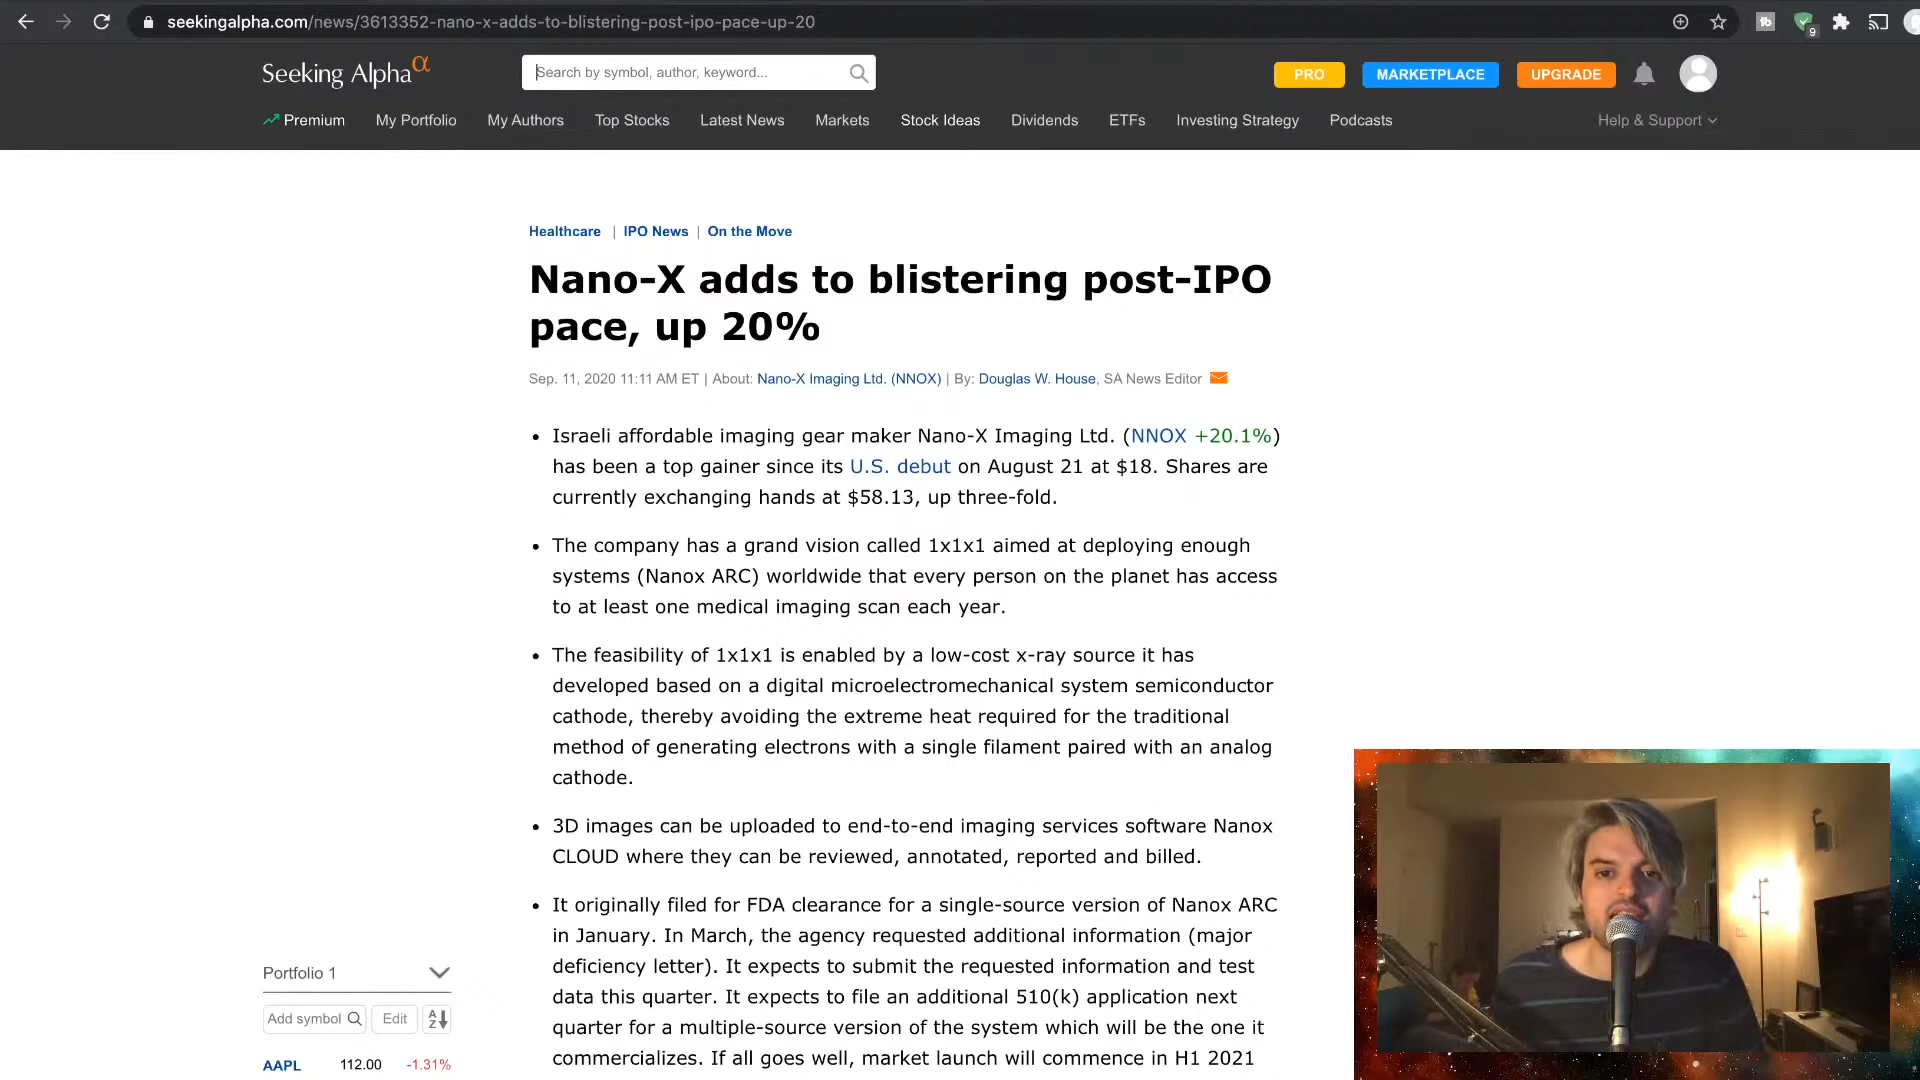 seekingalpha.com/news/3613352-nano-x-adds-to-blistering-post-ipo-pace-up-20
9
Seeking Alphaα
Search by symbol, author, keyword...
PRO
MARKETPLACE
UPGRADE
Premium
My Portfolio
My Authors
Top Stocks
Latest News
Markets
Stock Ideas
Dividends
ETFs
Investing Strategy
Podcasts
Help & Support
Healthcare | IPO News | On the Move
Nano-X adds to blistering post-IPO
pace, up 20%
Sep. 11, 2020 11:11 AM ET | About: Nano-X Imaging Ltd. (NNOX) | By: Douglas W. House, SA News Editor
• Israeli affordable imaging gear maker Nano-X Imaging Ltd. (NNOX +20.1%)
has been a top gainer since its U.S. debut on August 21 at $18. Shares are
currently exchanging hands at $58.13, up three-fold.
• The company has a grand vision called 1x1x1 aimed at deploying enough
systems (Nanox ARC) worldwide that every person on the planet has access
to at least one medical imaging scan each year.
• The feasibility of 1x1x1 is enabled by a low-cost x-ray source it has
developed based on a digital microelectromechanical system semiconductor
cathode, thereby avoiding the extreme heat required for the traditional
method of generating electrons with a single filament paired with an analog
cathode.
• 3D images can be uploaded to end-to-end imaging services software Nanox
CLOUD where they can be reviewed, annotated, reported and billed.
• It originally filed for FDA clearance for a single-source version of Nanox ARC
in January. In March, the agency requested additional information (major
deficiency letter). It expects to submit the requested information and test
data this quarter. It expects to file an additional 510(k) application next
quarter for a multiple-source version of the system which will be the one it
commercializes. If all goes well, market launch will commence in H1 2021
Portfolio 1
Add symbol
Edit
A
Z
AAPL 112.00 -1.31%